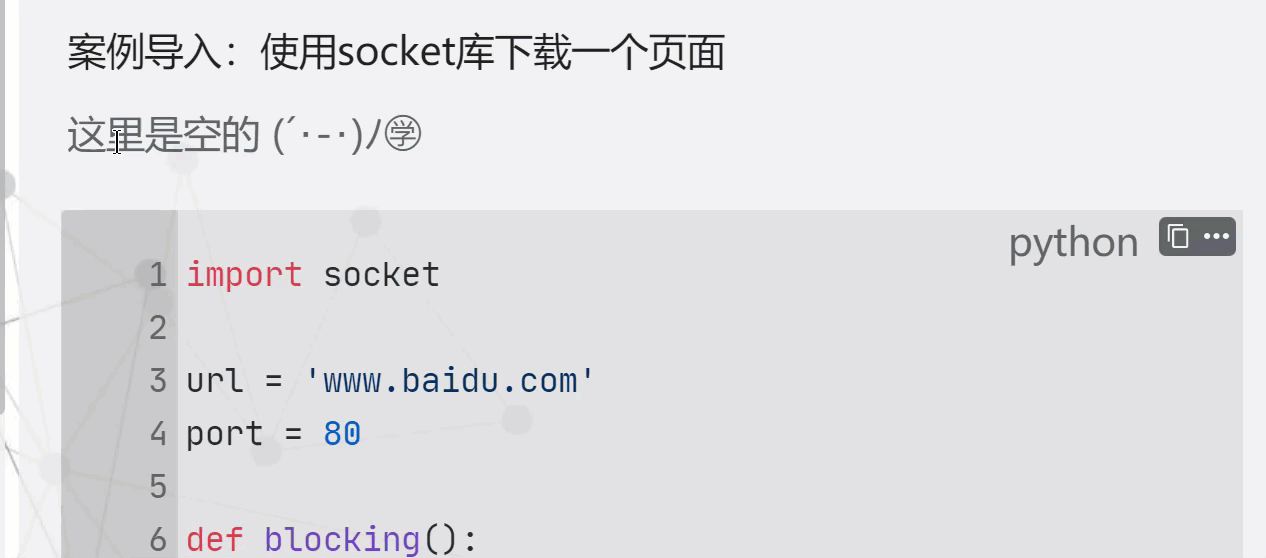 案例导入：使用socket库下载一个页面
这里是空的 (´·-·)ﾉ㊫
python
1 import socket
2
3 url = 'www.baidu.com'
4 port = 80
5
6 def blocking():